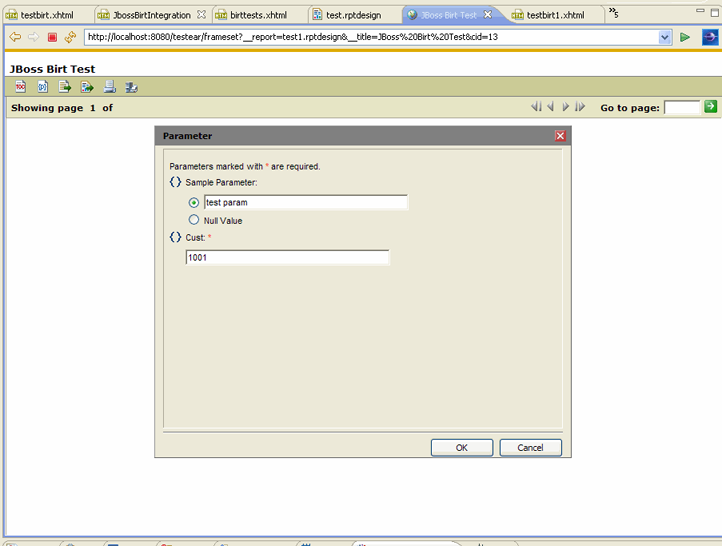 testbirt.xhtml JbossBirtIntegration birttests.xhtml test.rptdesign JBoss Birt Test testbirt1.xhtml »5
http://localhost:8080/testear/frameset?__report=test1.rptdesign&__title=JBoss%20Birt%20Test&cid=13
JBoss Birt Test
Showing page 1 of Go to page:
Parameter
Parameters marked with * are required.
{} Sample Parameter:
test param
Null Value
{} Cust: *
1001
OK Cancel